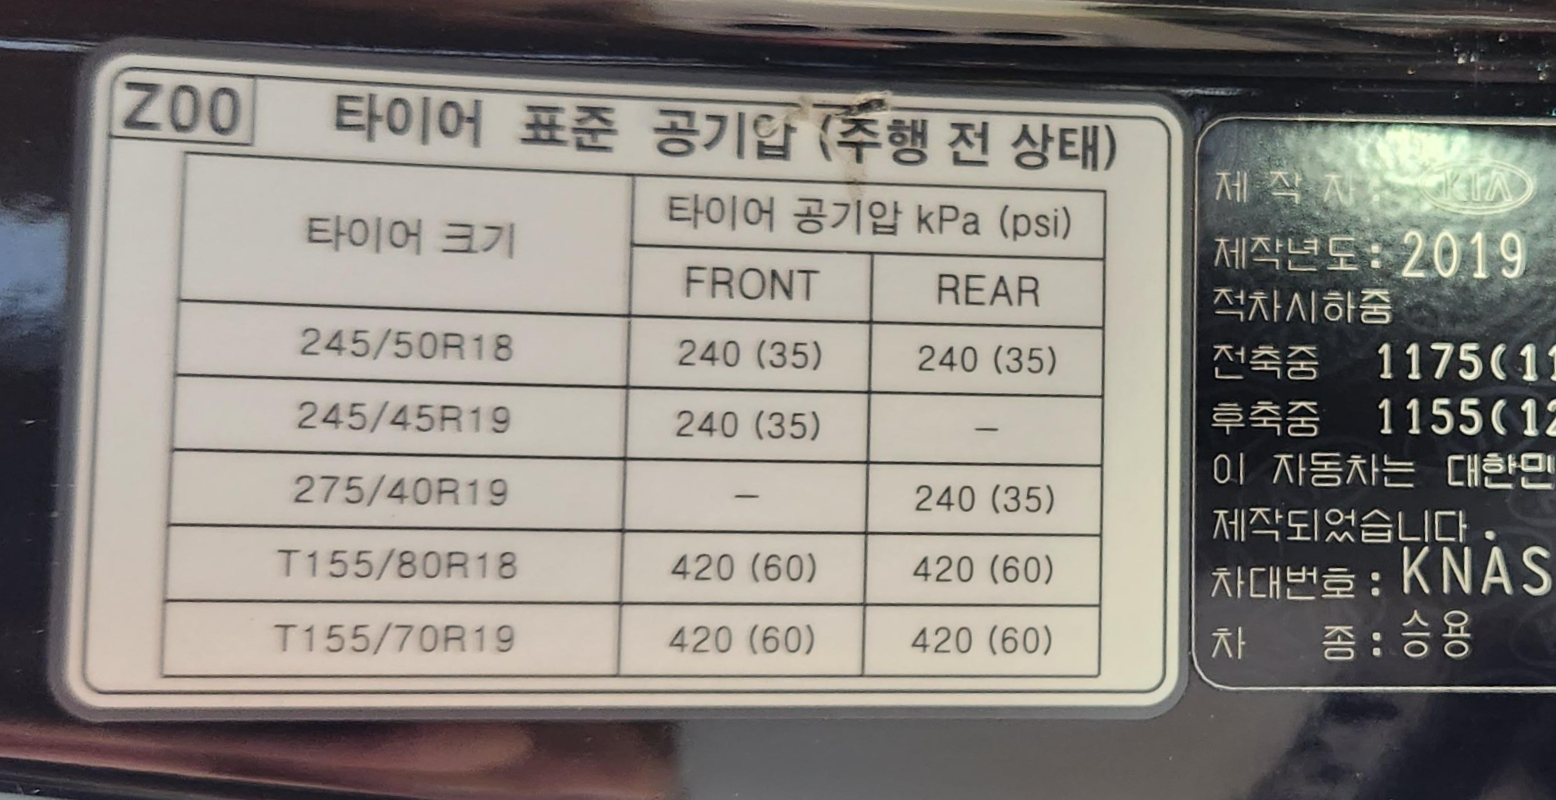 Z00 타이어 표준 공기압 (주행 전 상태)
타이어 크기 타이어 공기압 kPa (psi)
FRONT REAR
245/50R18 240 (35) 240 (35)
245/45R19 240 (35) –
275/40R19 – 240 (35)
T155/80R18 420 (60) 420 (60)
T155/70R19 420 (60) 420 (60)
제 작 자 : KIA
제작년도 : 2019
적차시하중
전축중 1175(11
후축중 1155(12
이 자동차는 대한민
제작되었습니다 .
차대번호 : KNAS
차 종 : 승용